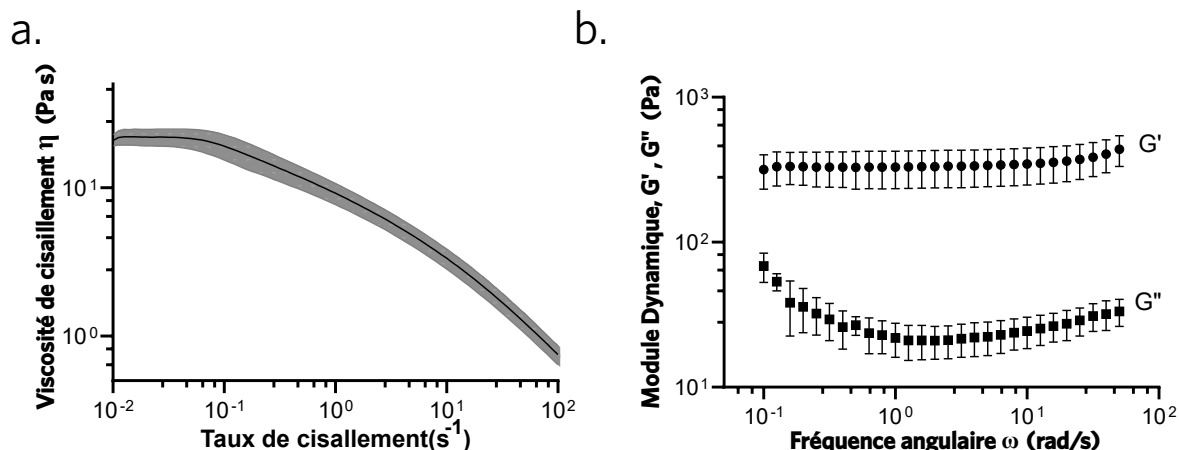 a.
Viscosité de cisaillement η (Pa s)
10¹
10⁰
10⁻² 10⁻¹ 10⁰ 10¹ 10²
Taux de cisallement(s⁻¹)
b.
Module Dynamique, G' , G" (Pa)
10³
10²
10¹
G'
G"
10⁻¹ 10⁰ 10¹ 10²
Fréquence angulaire ω (rad/s)